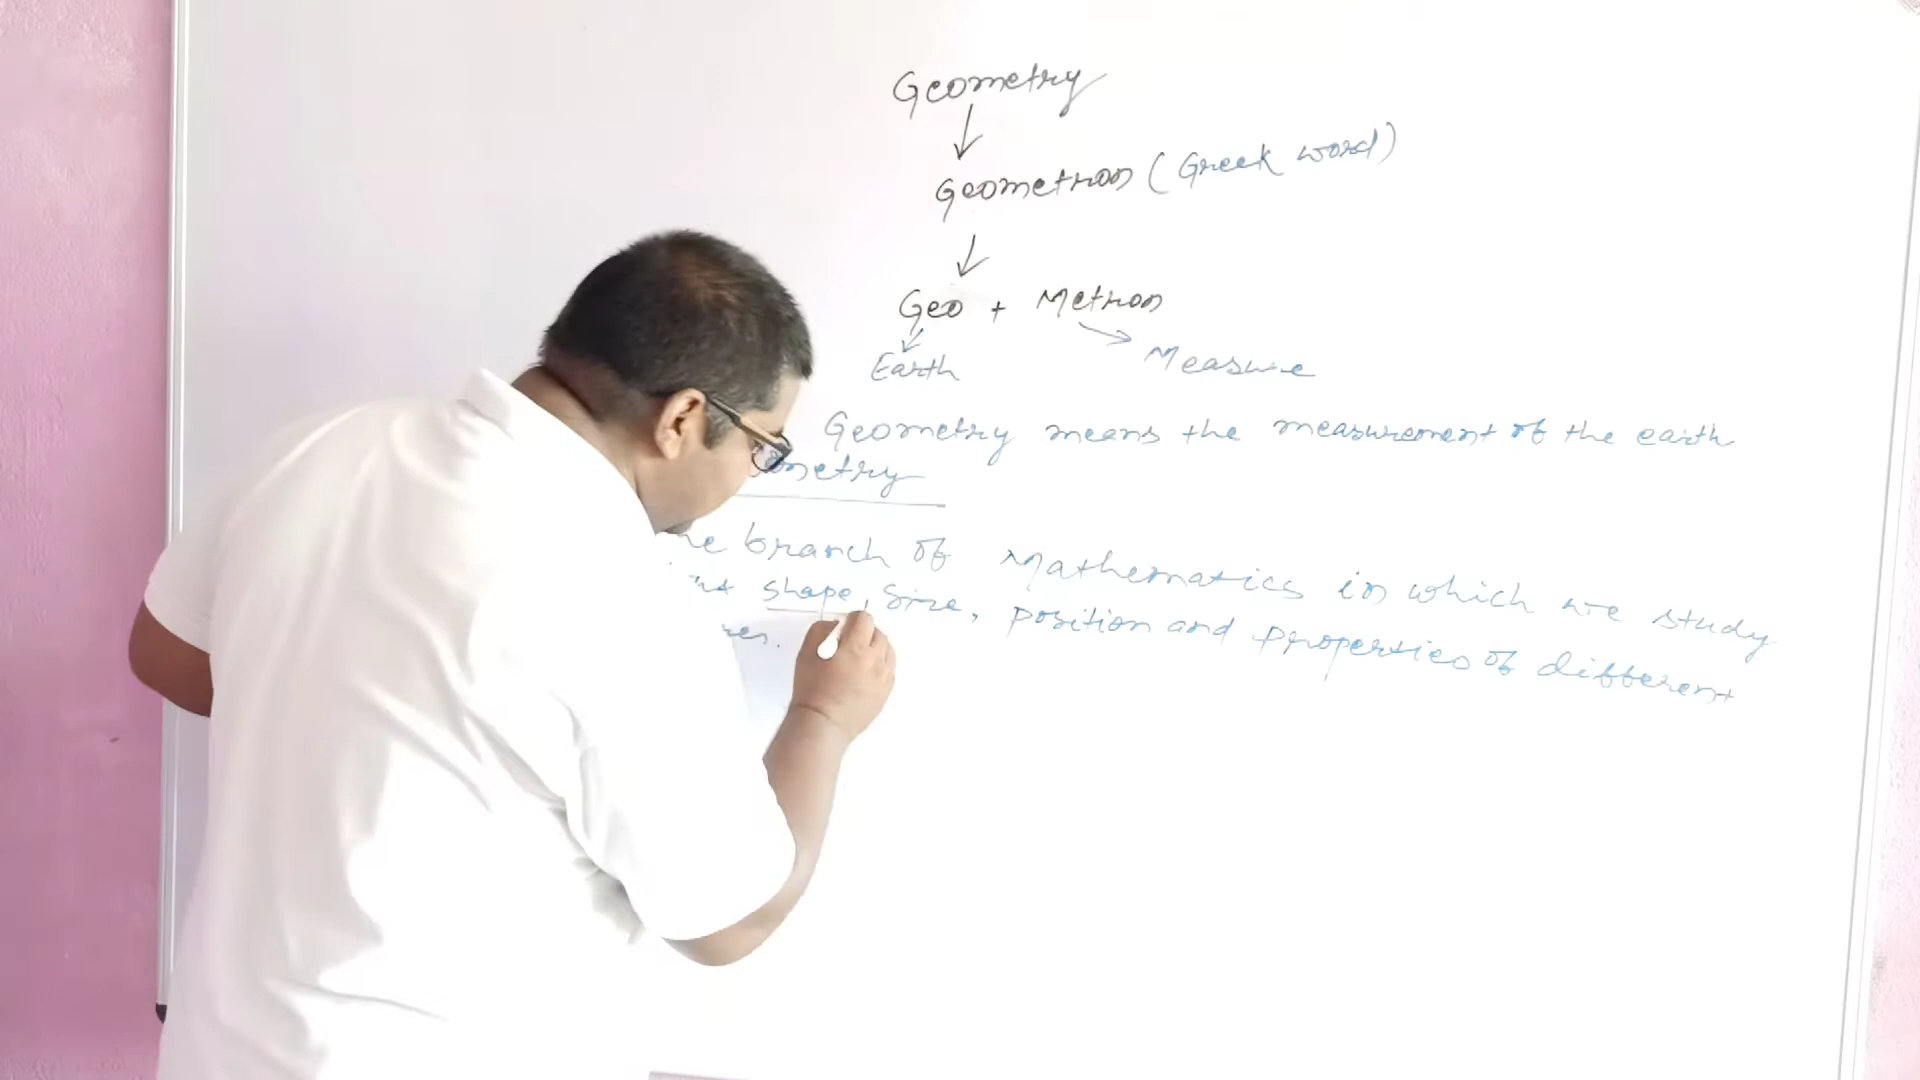 Geometry
Geometron (Greek word)
Geo + Metron
Earth Measure
Geometry means the measurement of the earth
branch of Mathematics in which we study
shape, Size, position and properties of different